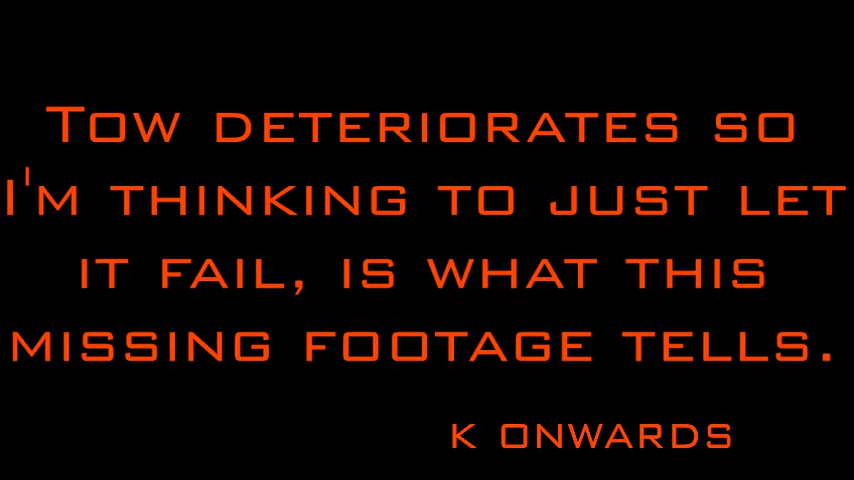 Tow deteriorates so
I'm thinking to just let
it fail, is what this
missing footage tells.
k onwards